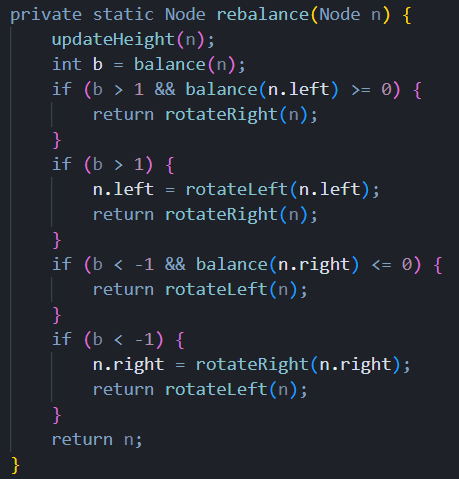 private static Node rebalance(Node n) {
    updateHeight(n);
    int b = balance(n);
    if (b > 1 && balance(n.left) >= 0) {
        return rotateRight(n);
    }
    if (b > 1) {
        n.left = rotateLeft(n.left);
        return rotateRight(n);
    }
    if (b < -1 && balance(n.right) <= 0) {
        return rotateLeft(n);
    }
    if (b < -1) {
        n.right = rotateRight(n.right);
        return rotateLeft(n);
    }
    return n;
}